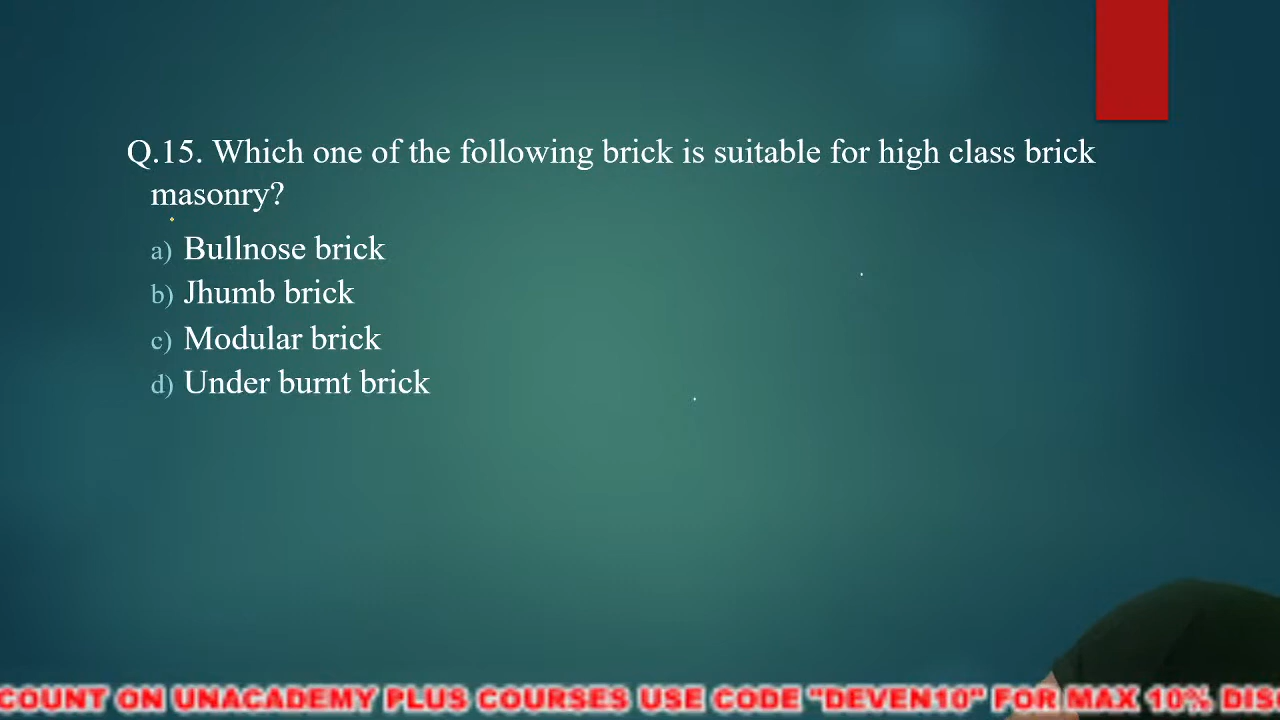 Q.15. Which one of the following brick is suitable for high class brick
masonry?
a) Bullnose brick
b) Jhumb brick
c) Modular brick
d) Under burnt brick
COUNT ON UNACADEMY PLUS COURSES USE CODE "DEVEN10" FOR MAX 10% DIS